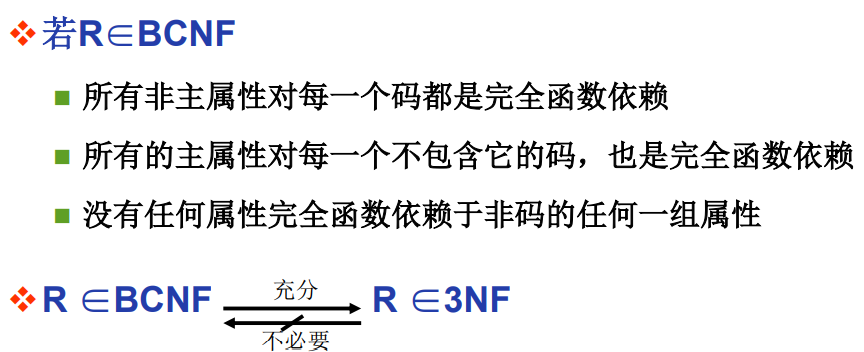 若R∈BCNF
所有非主属性对每一个码都是完全函数依赖
所有的主属性对每一个不包含它的码，也是完全函数依赖
没有任何属性完全函数依赖于非码的任何一组属性
R ∈BCNF 充分 不必要 R ∈3NF